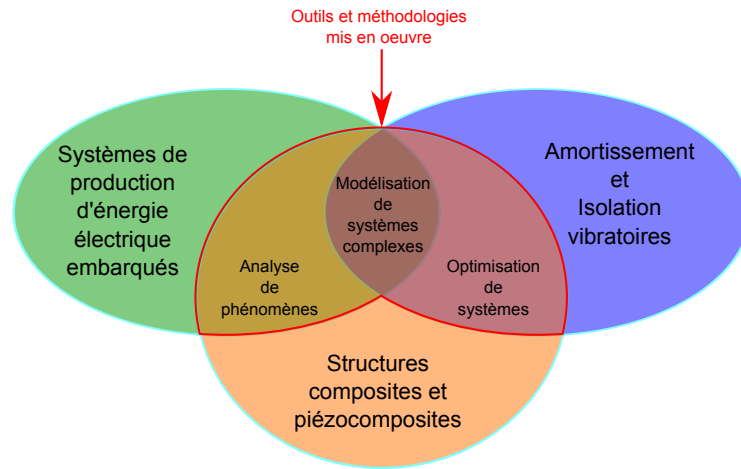 Outils et méthodologies
mis en oeuvre
Systèmes de
production
d'énergie
électrique
embarqués
Amortissement
et
Isolation
vibratoires
Modélisation
de
systèmes
complexes
Analyse
de
phénomènes
Optimisation
de
systèmes
Structures
composites et
piézocomposites